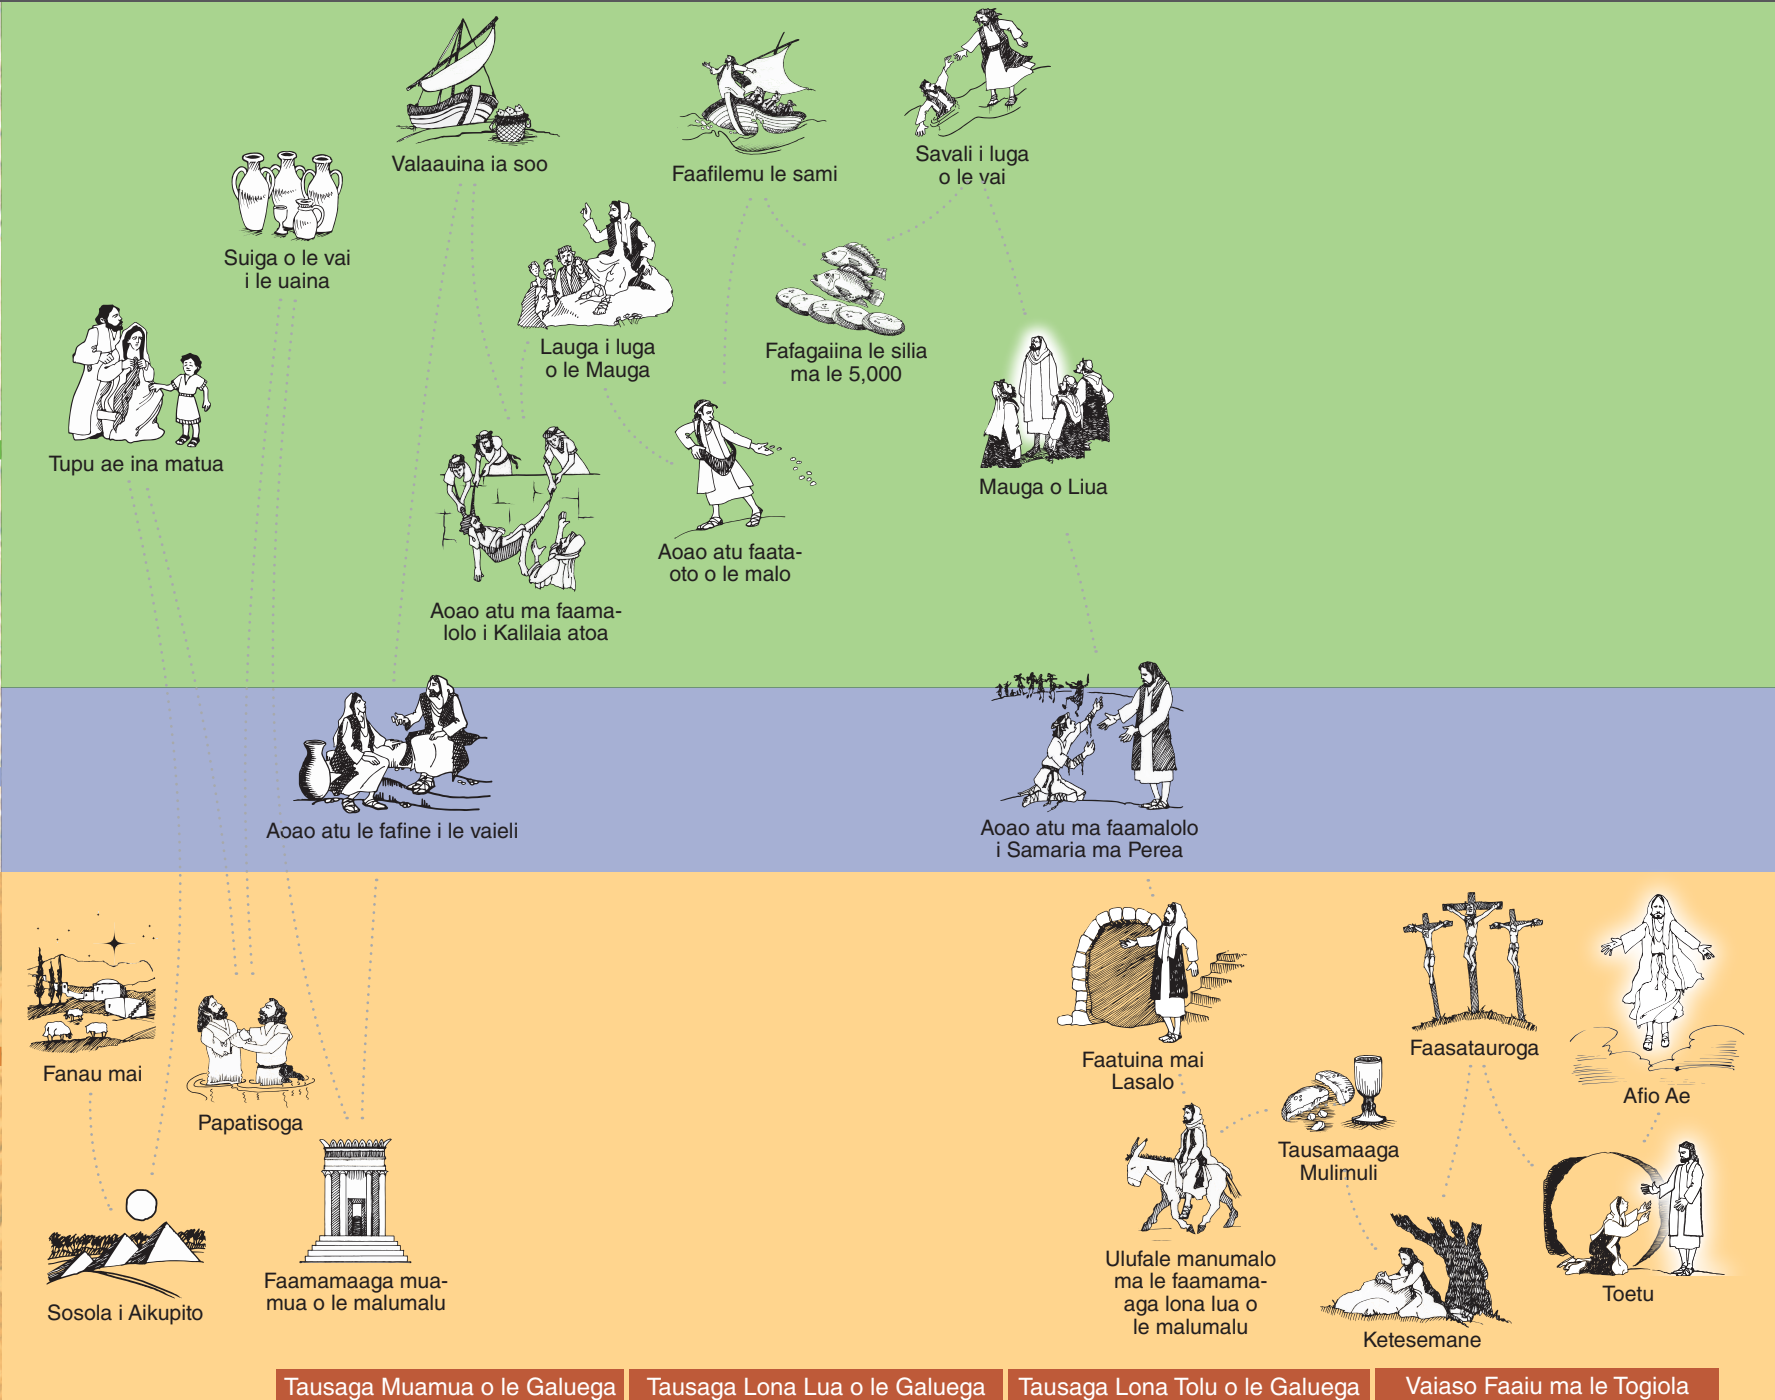 Valaauina ia soo
Faafilemu le sami
Savali i luga
o le vai
Suiga o le vai
i le uaina
Lauga i luga
o le Mauga
Fafagaiina le silia
ma le 5,000
Tupu ae ina matua
Mauga o Liua
Aoao atu faata-
oto o le malo
Aoao atu ma faama-
lolo i Kalilaia atoa
Aoao atu le fafine i le vaieli
Aoao atu ma faamalolo
i Samaria ma Perea
Fanau mai
Papatisoga
Faatuina mai
Lasalo
Faasatauroga
Afio Ae
Tausamaaga
Mulimuli
Sosola i Aikupito
Faamamaaga mua-
mua o le malumalu
Ulufale manumalo
ma le faamama-
aga lona lua o
le malumalu
Ketesemane
Toetu
Tausaga Muamua o le Galuega
Tausaga Lona Lua o le Galuega
Tausaga Lona Tolu o le Galuega
Vaiaso Faaiu ma le Togiola